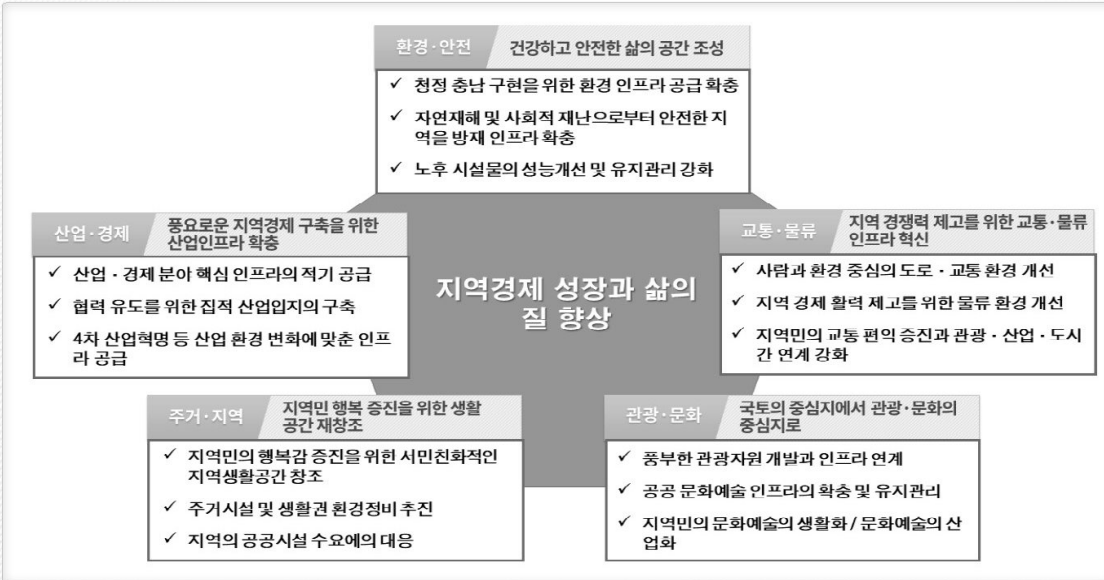 환경·안전
건강하고 안전한 삶의 공간 조성
✓ 청정 충남 구현을 위한 환경 인프라 공급 확충
✓ 자연재해 및 사회적 재난으로부터 안전한 지
역을 방재 인프라 확충
✓ 노후 시설물의 성능개선 및 유지관리 강화
산업·경제
풍요로운 지역경제 구축을 위한
산업인프라 확충
✓ 산업·경제 분야 핵심 인프라의 적기 공급
✓ 협력 유도를 위한 집적 산업입지의 구축
✓ 4차 산업혁명 등 산업 환경 변화에 맞춘 인프
라 공급
지역경제 성장과 삶의
질 향상
교통·물류
지역 경쟁력 제고를 위한 교통·물류
인프라 혁신
✓ 사람과 환경 중심의 도로·교통 환경 개선
✓ 지역 경제 활력 제고를 위한 물류 환경 개선
✓ 지역민의 교통 편익 증진과 관광·산업·도시
간 연계 강화
주거·지역
지역민 행복 증진을 위한 생활
공간 재창조
✓ 지역민의 행복감 증진을 위한 서민친화적인
지역생활공간 창조
✓ 주거시설 및 생활권 환경정비 추진
✓ 지역의 공공시설 수요에의 대응
관광·문화
국토의 중심지에서 관광·문화의
중심지로
✓ 풍부한 관광자원 개발과 인프라 연계
✓ 공공 문화예술 인프라의 확충 및 유지관리
✓ 지역민의 문화예술의 생활화 / 문화예술의 산
업화